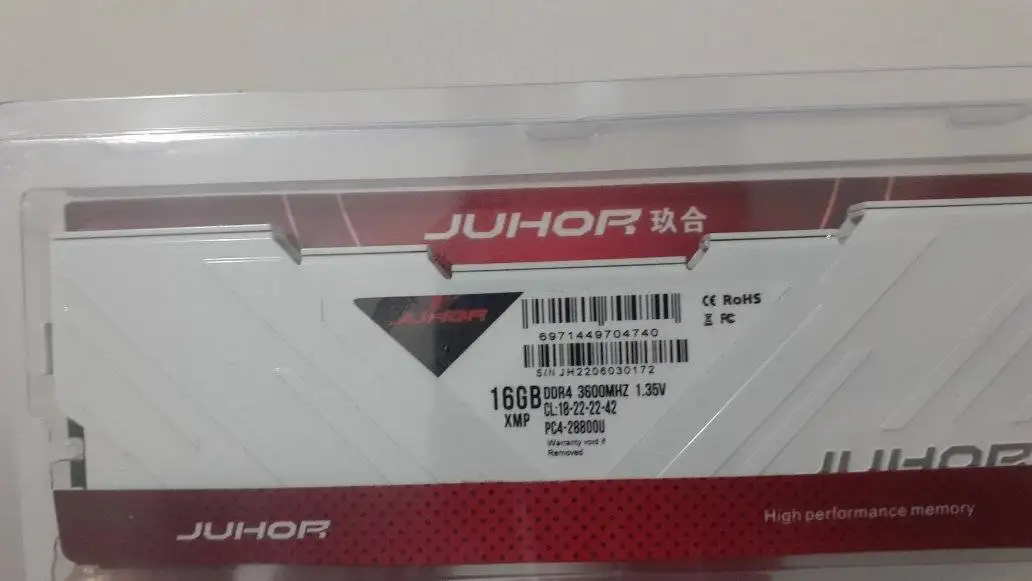 JUHOR 玖合
JUHOR
6971449704740
S/N JH2206030172
CE RoHS
FC
16GB DDR4 3600MHZ 1.35V
CL:18-22-22-42
XMP
PC4-28800U
Warranty void if
Removed
JUHOR
JUHOR
High performance memory